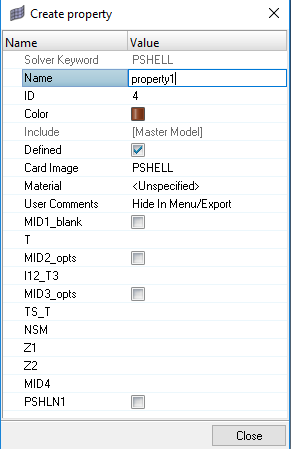 Create property
Name Value
Solver Keyword PSHELL
Name property1
ID 4
Color
Include [Master Model]
Defined
Card Image PSHELL
Material <Unspecified>
User Comments Hide In Menu/Export
MID1_blank
T
MID2_opts
I12_T3
MID3_opts
TS_T
NSM
Z1
Z2
MID4
PSHLN1
Close